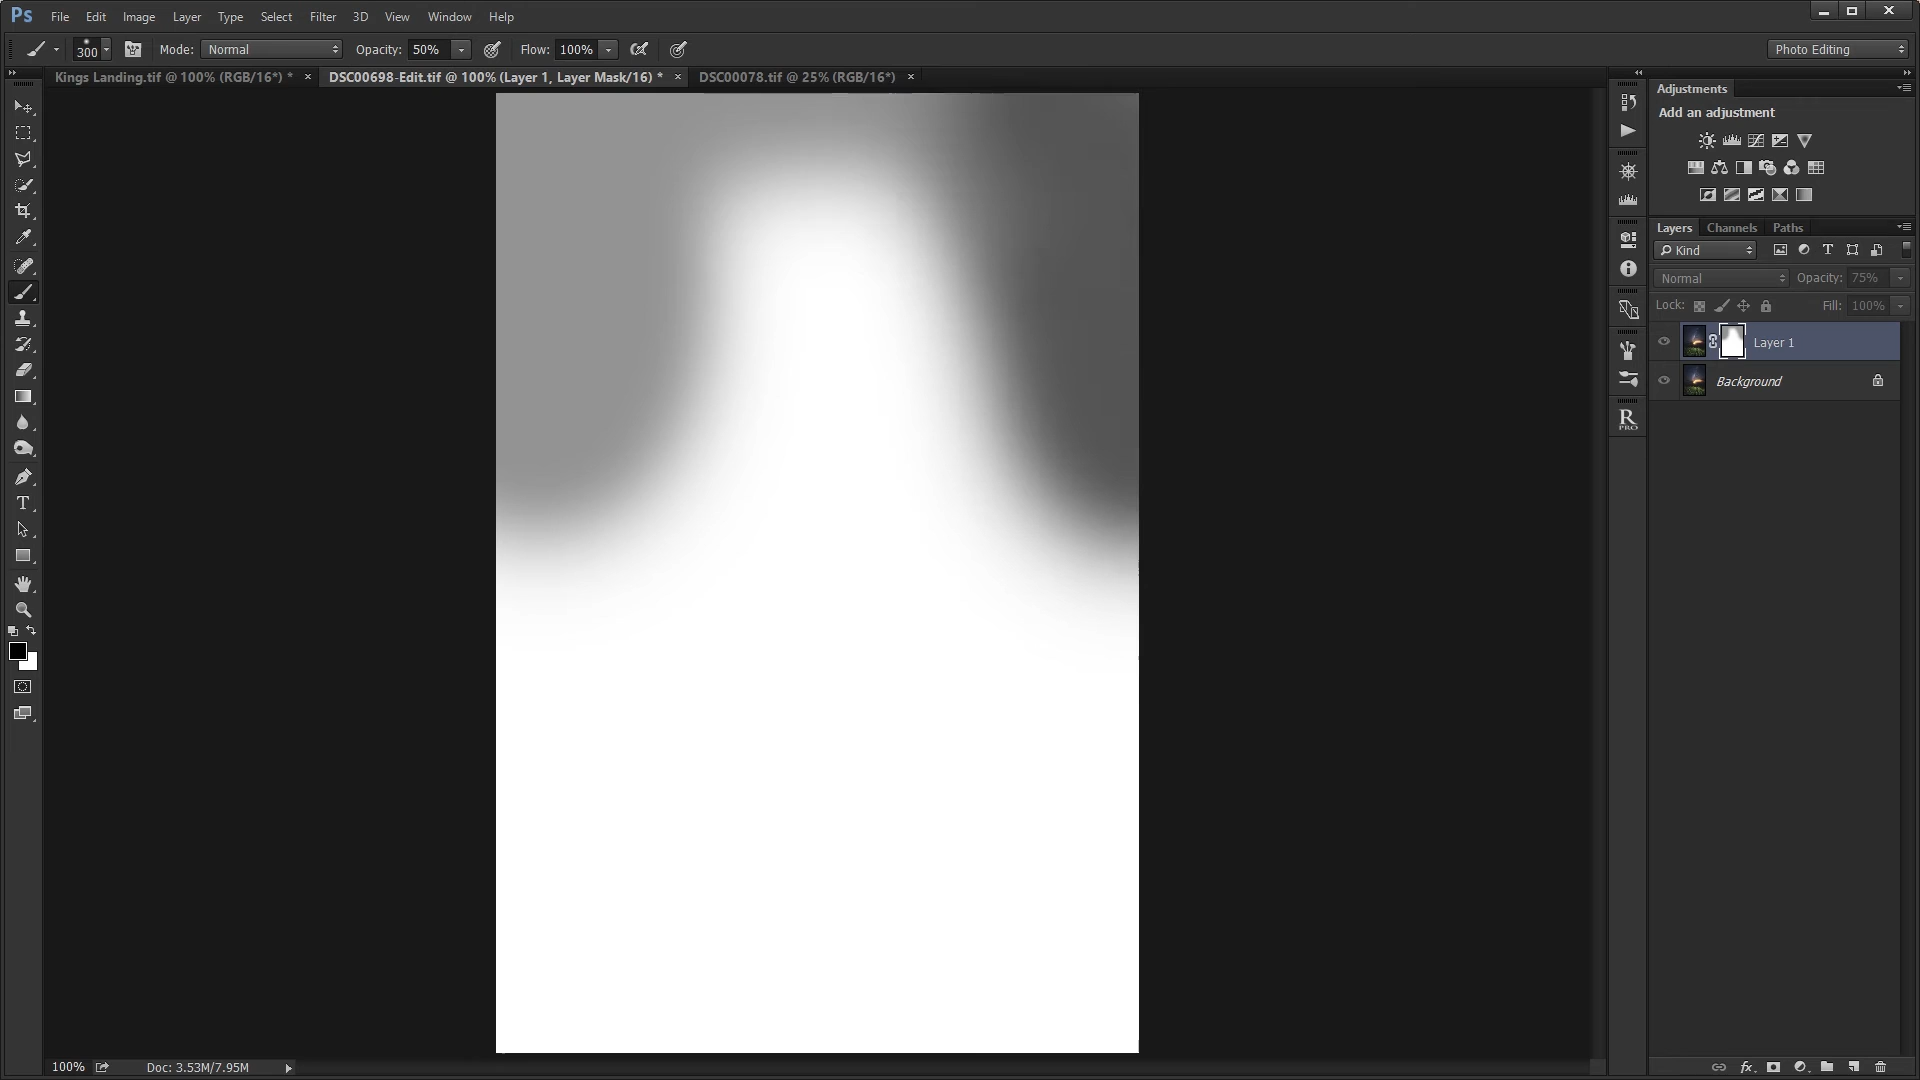 Ps File Edit Image Layer Type Select Filter 3D View Window Help
300 Mode: Normal Opacity: 50% Flow: 100% Photo Editing
Kings Landing.tif @ 100% (RGB/16*) * × DSC00698-Edit.tif @ 100% (Layer 1, Layer Mask/16) * × DSC00078.tif @ 25% (RGB/16*) ×
Adjustments
Add an adjustment
Layers Channels Paths
Kind
Normal Opacity: 75%
Lock: Fill: 100%
Layer 1
Background
R
PRO
T
100% Doc: 3.53M/7.95M
fx